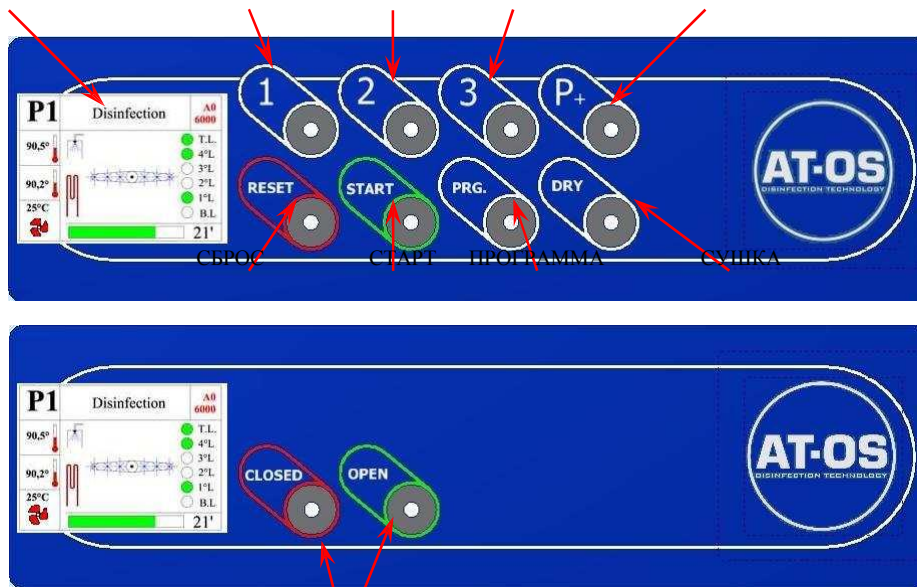 1 2 3 P+
P1 Disinfection A0 6000
90,5°
T.L.
4°L
3°L
90,2°
2°L
1°L
25°C
B.L
21'
RESET START PRG. DRY
AT-OS
DISINFECTION TECHNOLOGY
СБРОС СТАРТ ПРОГРАММА СУШКА
P1 Disinfection A0 6000
90,5°
T.L.
4°L
3°L
90,2°
2°L
1°L
25°C
B.L
21'
CLOSED OPEN
AT-OS
DISINFECTION TECHNOLOGY